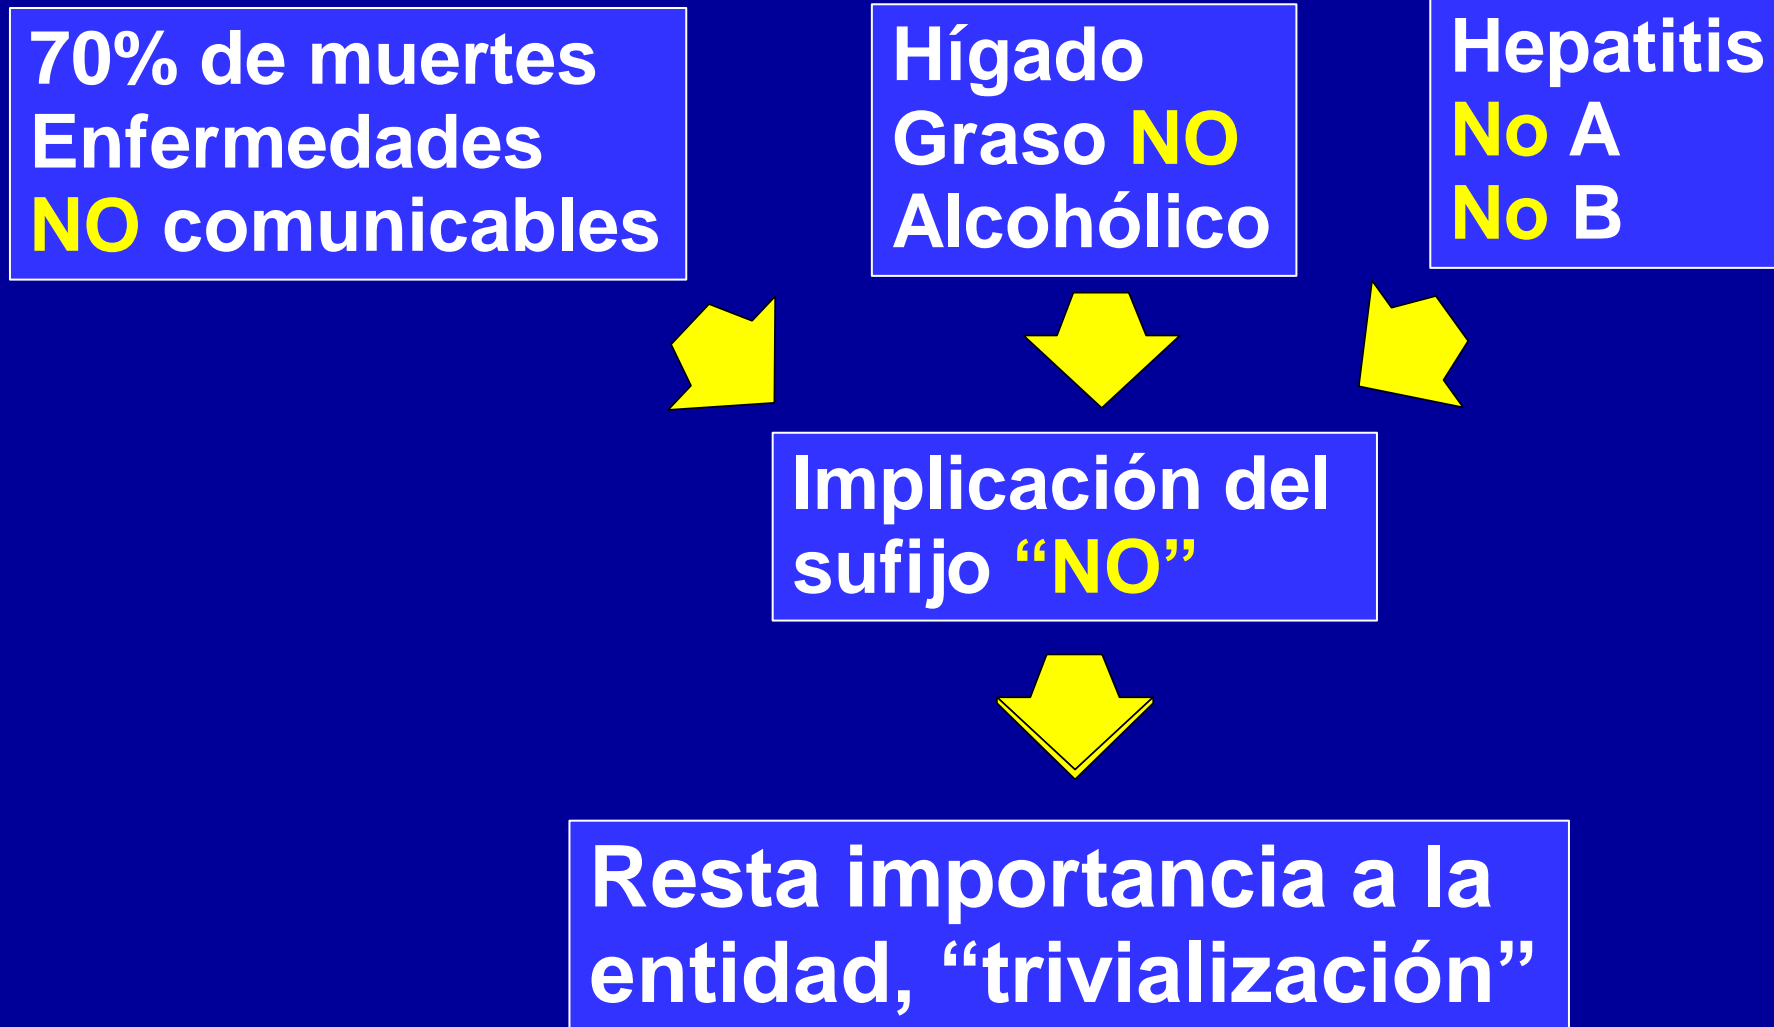 70% de muertes
Enfermedades
NO comunicables
Hígado
Graso NO
Alcohólico
Hepatitis
No A
No B
Implicación del
sufijo “NO”
Resta importancia a la
entidad, “trivialización”